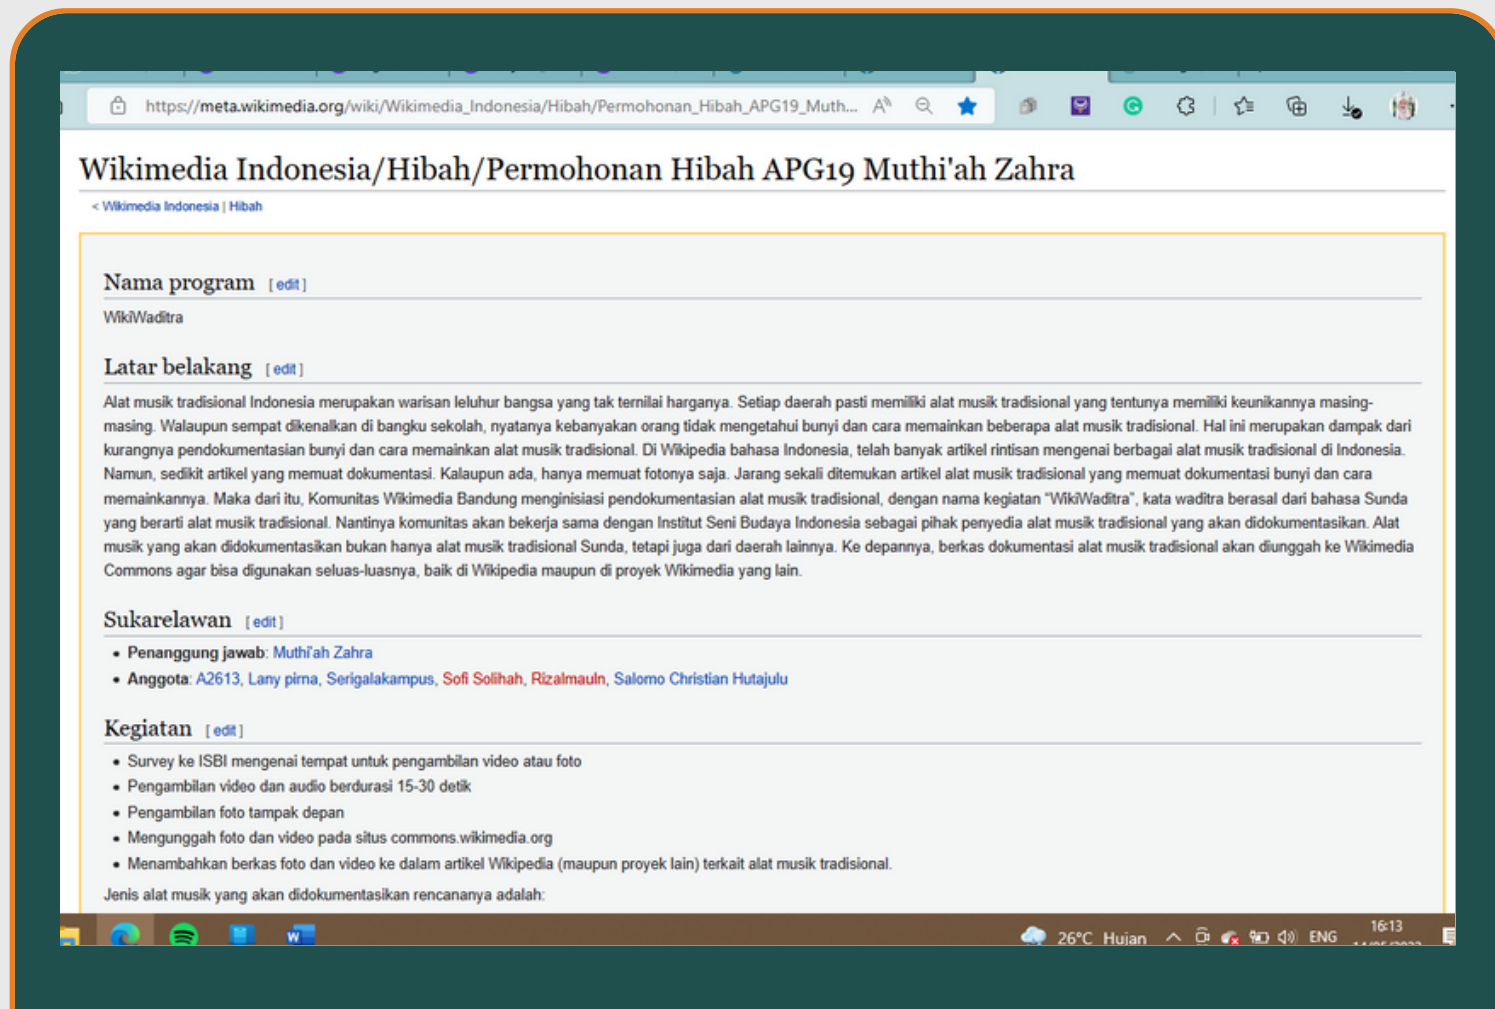 https://meta.wikimedia.org/wiki/Wikimedia_Indonesia/Hibah/Permohonan_Hibah_APG19_Muth...
Wikimedia Indonesia/Hibah/Permohonan Hibah APG19 Muthi'ah Zahra
< Wikimedia Indonesia | Hibah
Nama program [ edit ]
WikiWaditra
Latar belakang [ edit ]
Alat musik tradisional Indonesia merupakan warisan leluhur bangsa yang tak ternilai harganya. Setiap daerah pasti memiliki alat musik tradisional yang tentunya memiliki keunikannya masing-
masing. Walaupun sempat dikenalkan di bangku sekolah, nyatanya kebanyakan orang tidak mengetahui bunyi dan cara memainkan beberapa alat musik tradisional. Hal ini merupakan dampak dari
kurangnya pendokumentasian bunyi dan cara memainkan alat musik tradisional. Di Wikipedia bahasa Indonesia, telah banyak artikel rintisan mengenai berbagai alat musik tradisional di Indonesia.
Namun, sedikit artikel yang memuat dokumentasi. Kalaupun ada, hanya memuat fotonya saja. Jarang sekali ditemukan artikel alat musik tradisional yang memuat dokumentasi bunyi dan cara
memainkannya. Maka dari itu, Komunitas Wikimedia Bandung menginisiasi pendokumentasian alat musik tradisional, dengan nama kegiatan “WikiWaditra”, kata waditra berasal dari bahasa Sunda
yang berarti alat musik tradisional. Nantinya komunitas akan bekerja sama dengan Institut Seni Budaya Indonesia sebagai pihak penyedia alat musik tradisional yang akan didokumentasikan. Alat
musik yang akan didokumentasikan bukan hanya alat musik tradisional Sunda, tetapi juga dari daerah lainnya. Ke depannya, berkas dokumentasi alat musik tradisional akan diunggah ke Wikimedia
Commons agar bisa digunakan seluas-luasnya, baik di Wikipedia maupun di proyek Wikimedia yang lain.
Sukarelawan [ edit ]
• Penanggung jawab: Muthi'ah Zahra
• Anggota: A2613, Lany pirna, Serigalakampus, Sofi Solihah, Rizalmauln, Salomo Christian Hutajulu
Kegiatan [ edit ]
• Survey ke ISBI mengenai tempat untuk pengambilan video atau foto
• Pengambilan video dan audio berdurasi 15-30 detik
• Pengambilan foto tampak depan
• Mengunggah foto dan video pada situs commons.wikimedia.org
• Menambahkan berkas foto dan video ke dalam artikel Wikipedia (maupun proyek lain) terkait alat musik tradisional.
Jenis alat musik yang akan didokumentasikan rencananya adalah:
26°C Hujan ENG 16:13